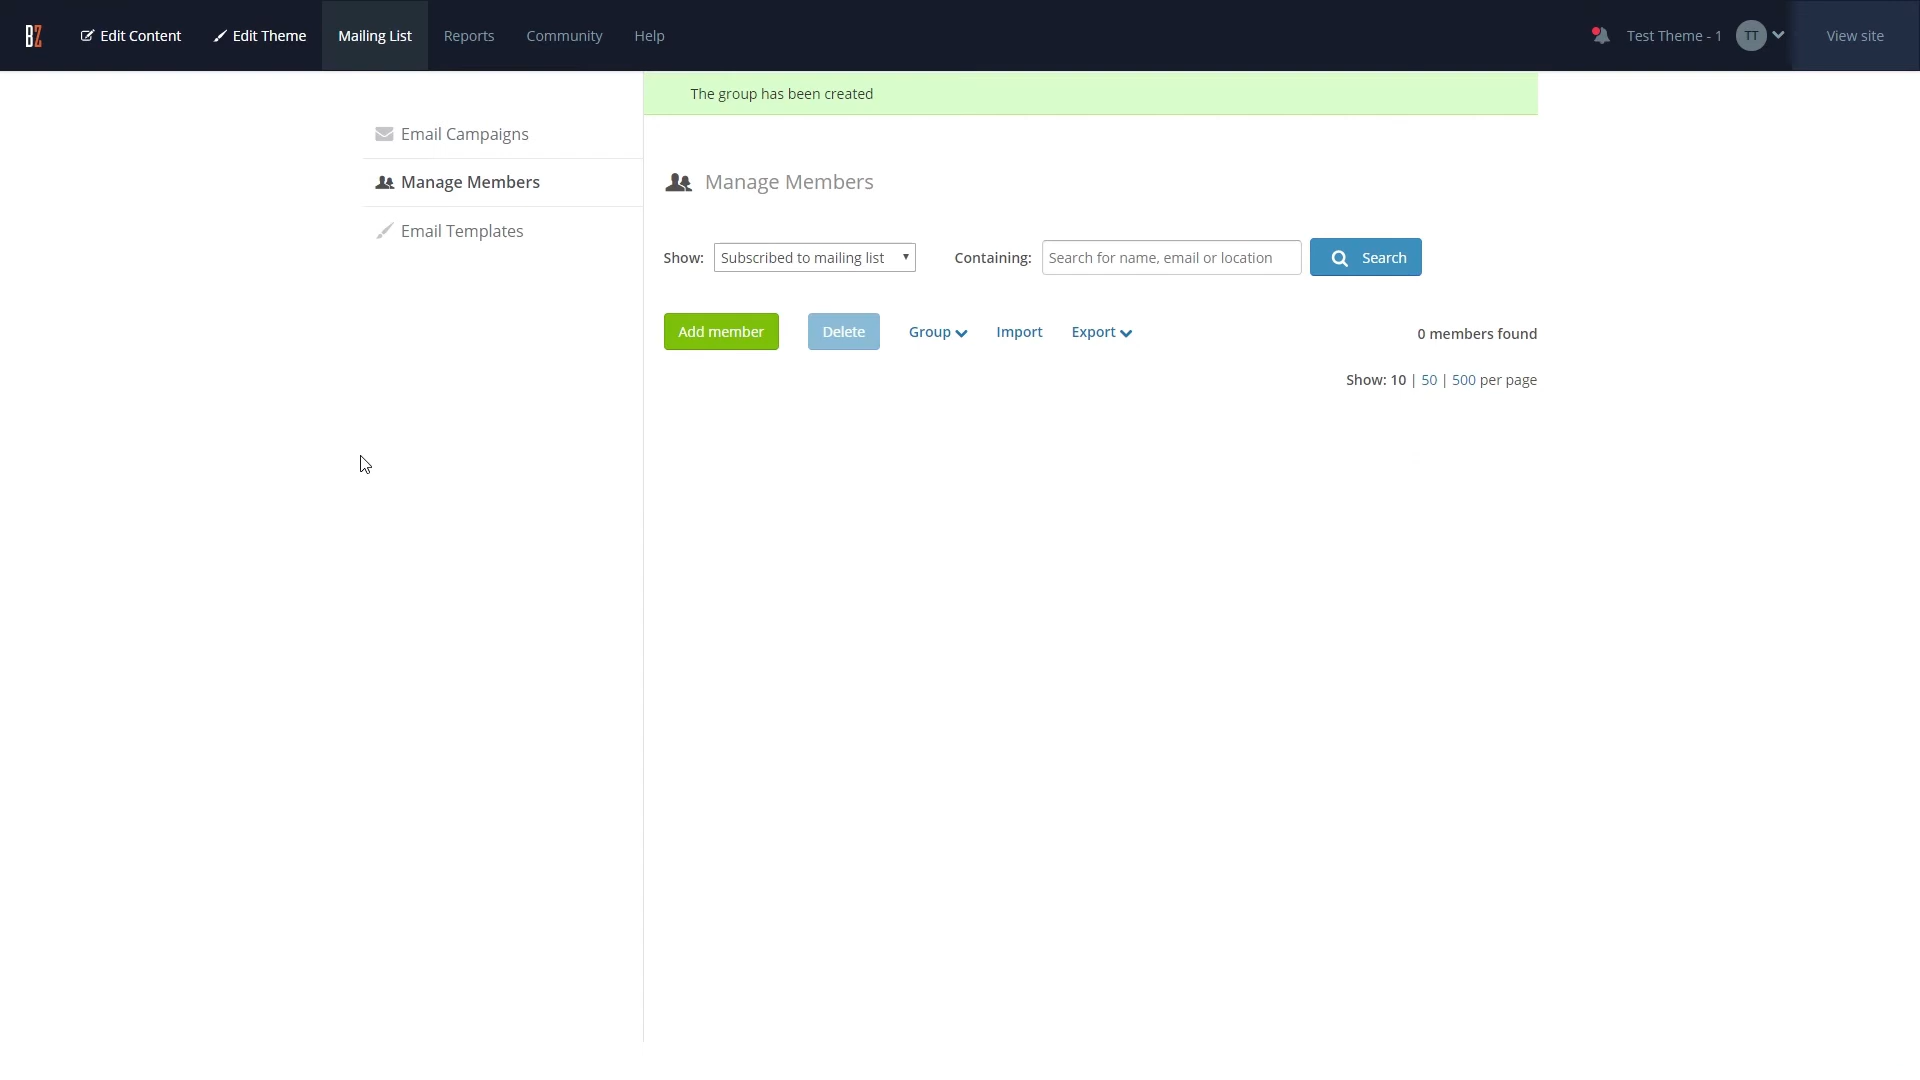 BZ Edit Content Edit Theme Mailing List Reports Community Help Test Theme - 1 TT View site
The group has been created
Email Campaigns
Manage Members
Email Templates
Manage Members
Show: Subscribed to mailing list Containing: Search for name, email or location Search
Add member Delete Group Import Export 0 members found
Show: 10 | 50 | 500 per page